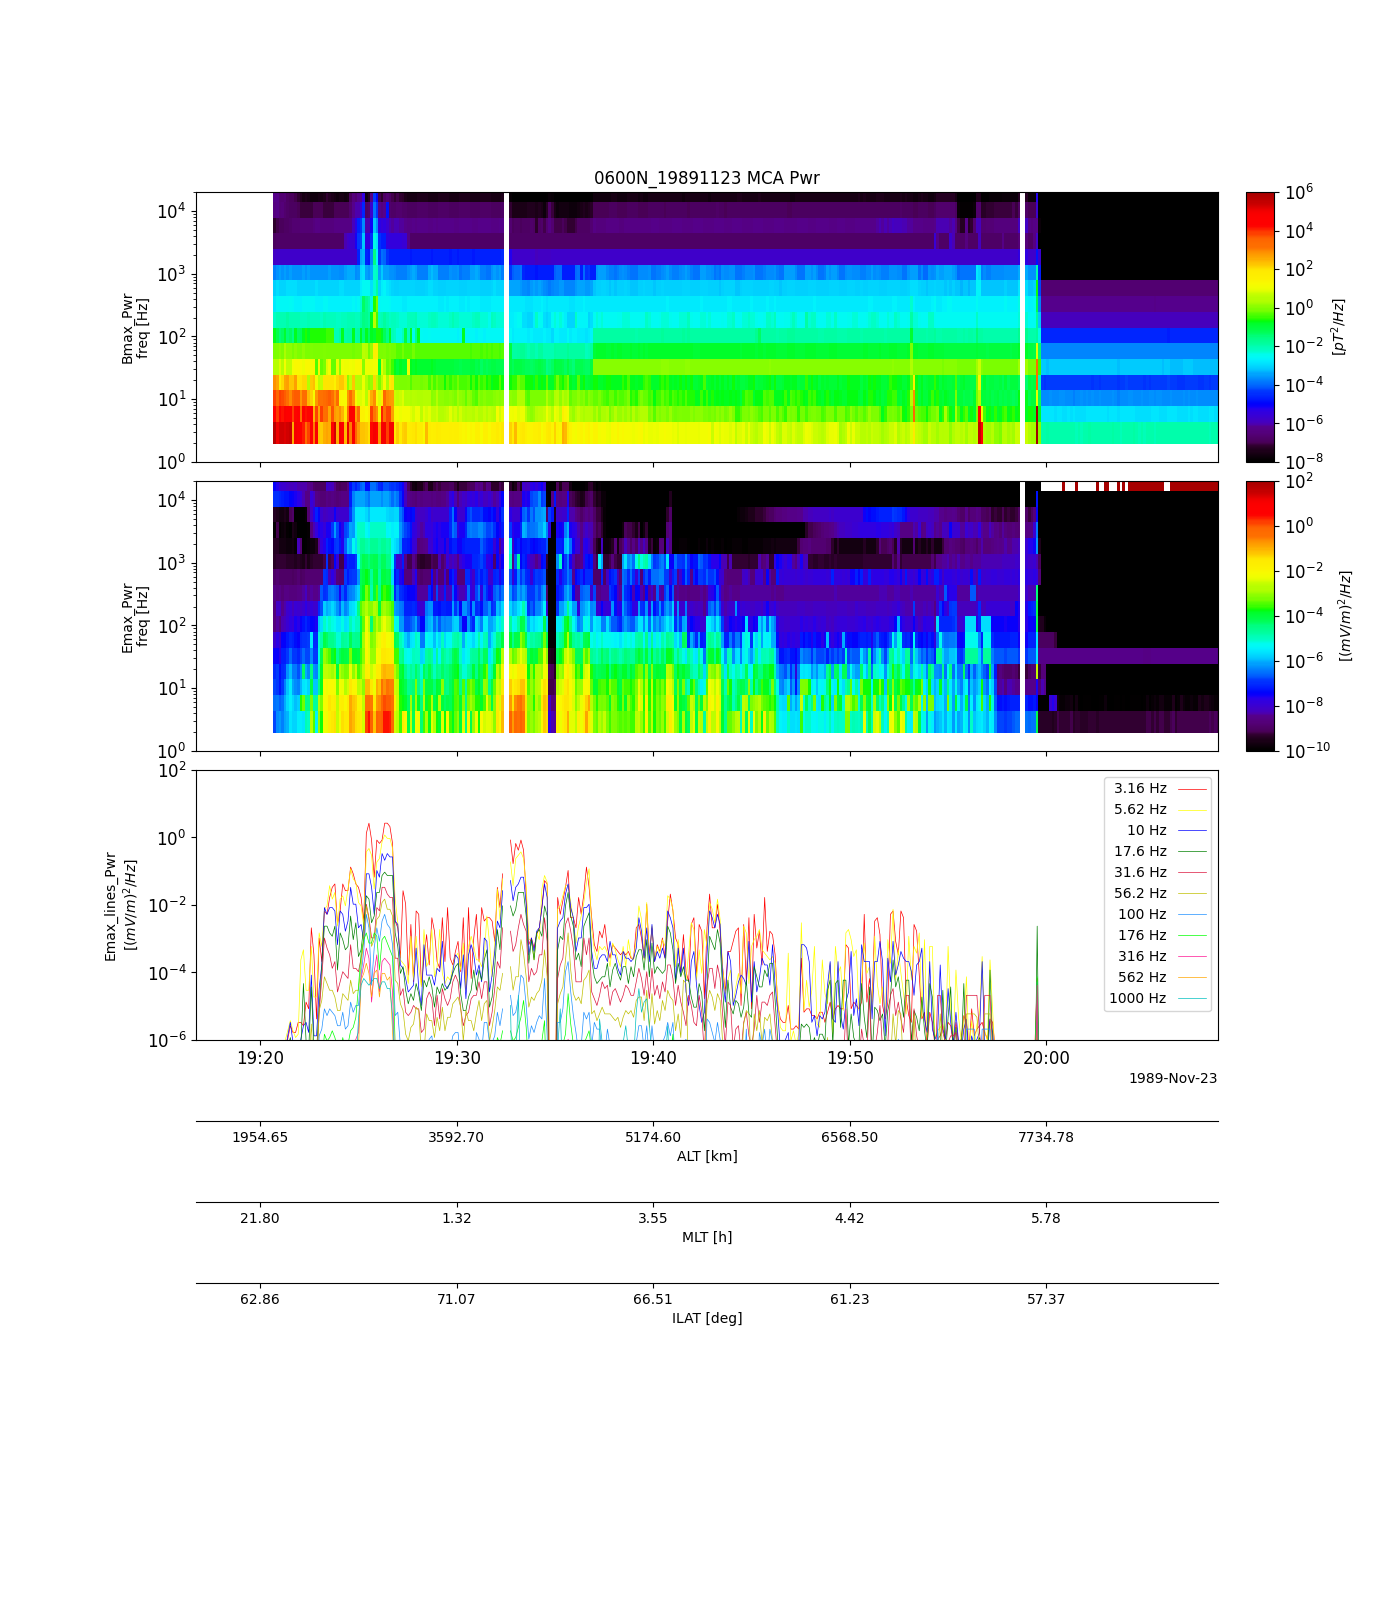 0600N_19891123 MCA Pwr
10^4
10^3
10^2
10^1
10^0
Bmax_Pwr
freq [Hz]
10^6
10^4
10^2
10^0
10^-2
10^-4
10^-6
10^-8
[pT^2/Hz]
10^4
10^3
10^2
10^1
10^0
Emax_Pwr
freq [Hz]
10^2
10^0
10^-2
10^-4
10^-6
10^-8
10^-10
[(mV/m)^2/Hz]
10^2
10^0
10^-2
10^-4
10^-6
Emax_lines_Pwr
[(mV/m)^2/Hz]
3.16 Hz
5.62 Hz
10 Hz
17.6 Hz
31.6 Hz
56.2 Hz
100 Hz
176 Hz
316 Hz
562 Hz
1000 Hz
19:20 19:30 19:40 19:50 20:00
1989-Nov-23
1954.65 3592.70 5174.60 6568.50 7734.78
ALT [km]
21.80 1.32 3.55 4.42 5.78
MLT [h]
62.86 71.07 66.51 61.23 57.37
ILAT [deg]